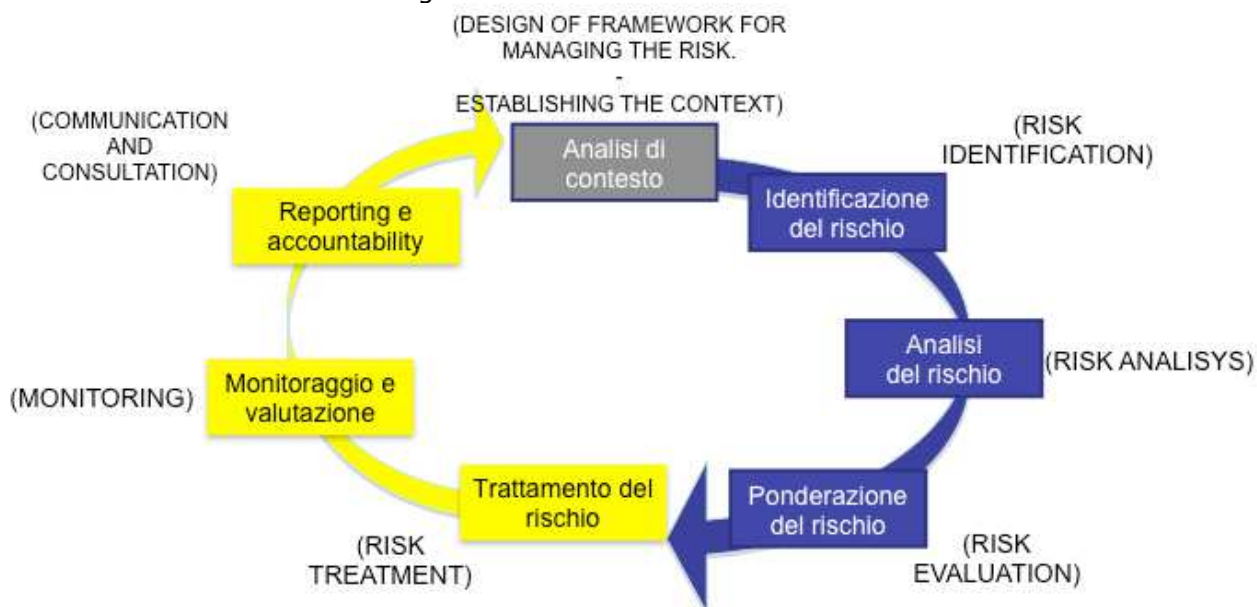 (DESIGN OF FRAMEWORK FOR
MANAGING THE RISK.
-
ESTABLISHING THE CONTEXT)
Analisi di
contesto
(RISK
IDENTIFICATION)
Identificazione
del rischio
Analisi
del rischio
(RISK ANALISYS)
Ponderazione
del rischio
(RISK
EVALUATION)
Trattamento del
rischio
(RISK
TREATMENT)
Monitoraggio e
valutazione
(MONITORING)
Reporting e
accountability
(COMMUNICATION
AND
CONSULTATION)